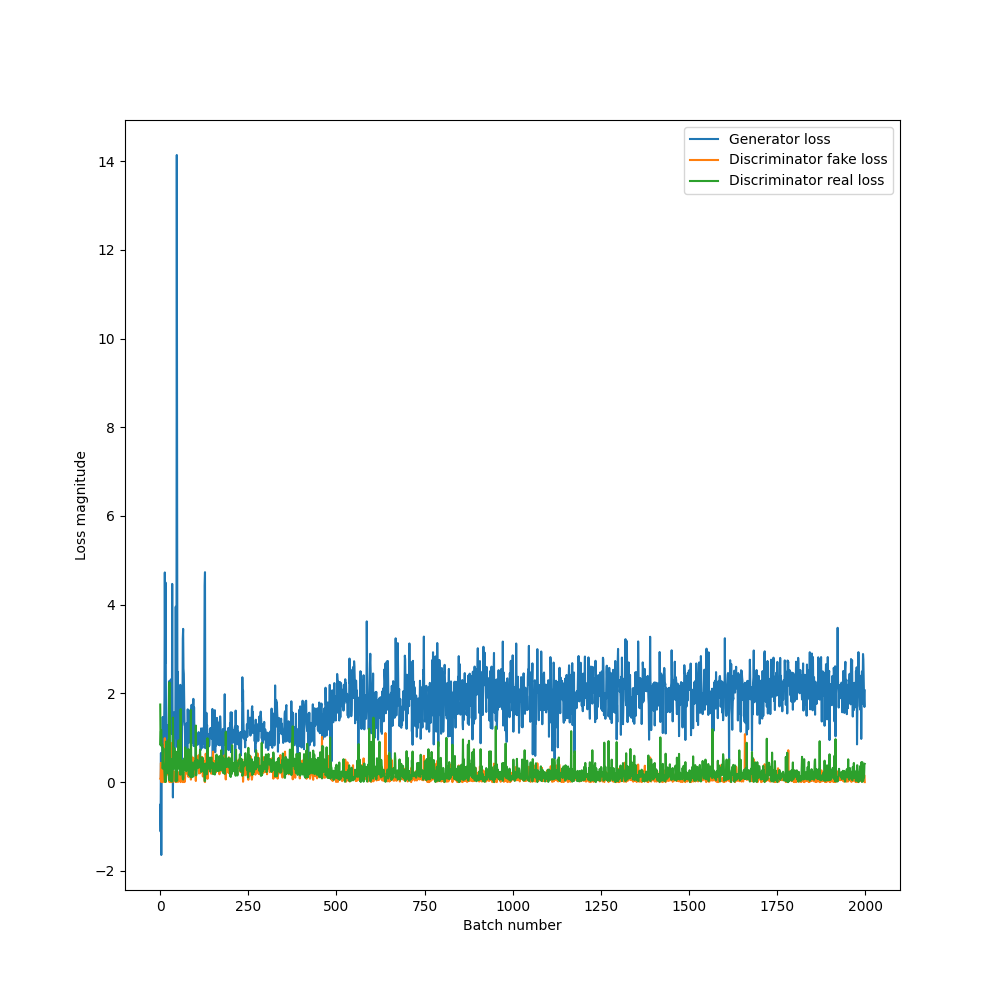 Generator loss
Discriminator fake loss
Discriminator real loss
14
12
10
8
6
4
2
0
−2
Loss magnitude
0 250 500 750 1000 1250 1500 1750 2000
Batch number